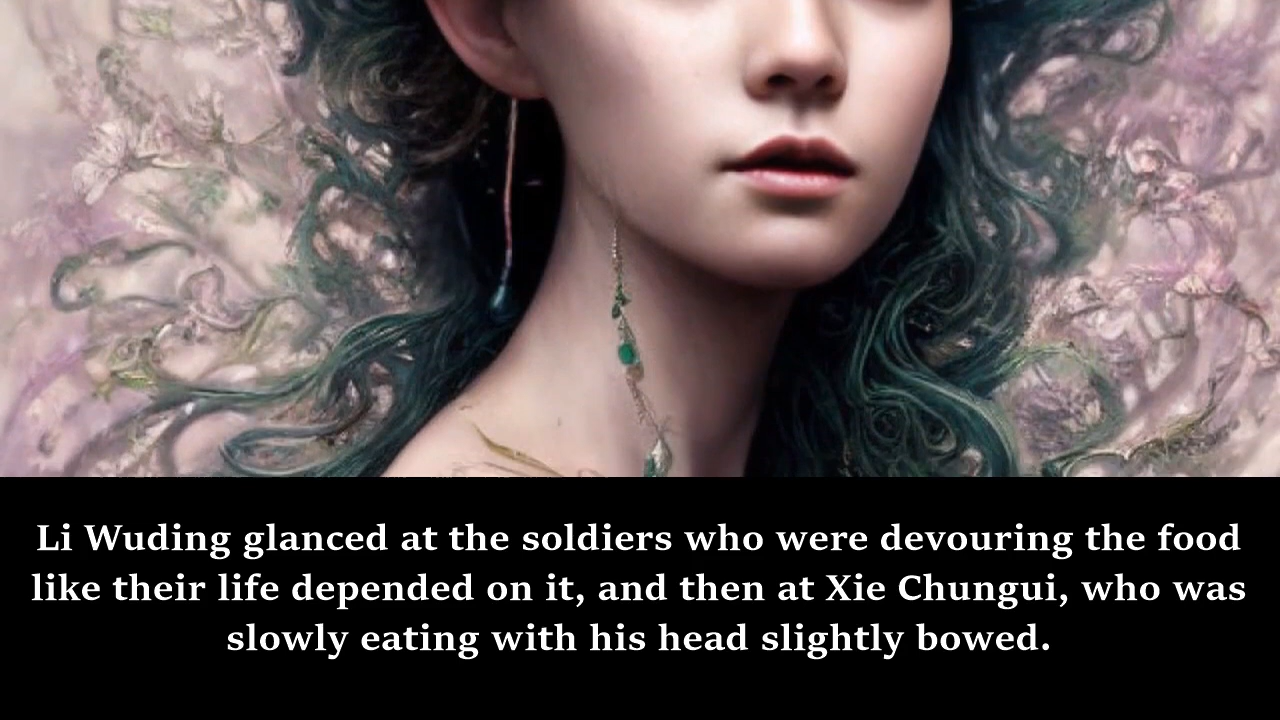 Li Wuding glanced at the soldiers who were devouring the food
like their life depended on it, and then at Xie Chungui, who was
slowly eating with his head slightly bowed.